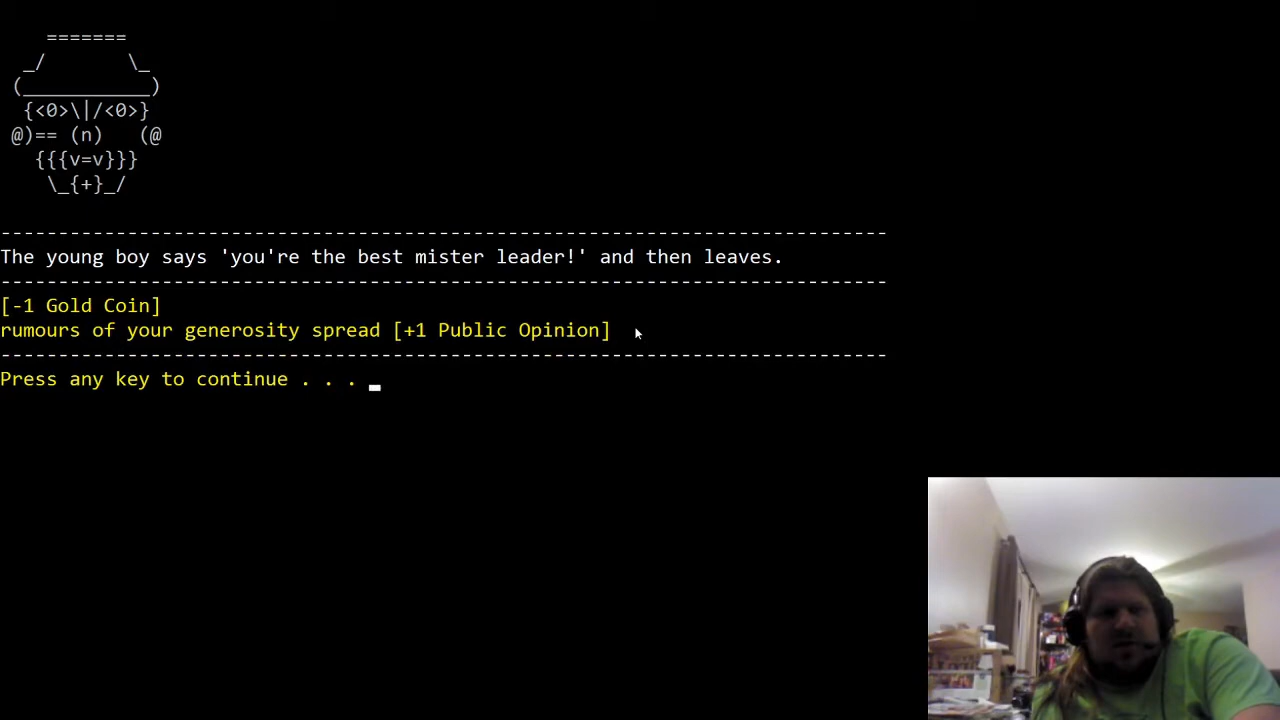 =======
_/ \_
(___________)
{<0>\|/<0>}
@)== (n) (@
{{{v=v}}}
\_{+}_/
-----------------------------------------------------------------------------
The young boy says 'you're the best mister leader!' and then leaves.
-----------------------------------------------------------------------------
[-1 Gold Coin]
rumours of your generosity spread [+1 Public Opinion]
-----------------------------------------------------------------------------
Press any key to continue . . .